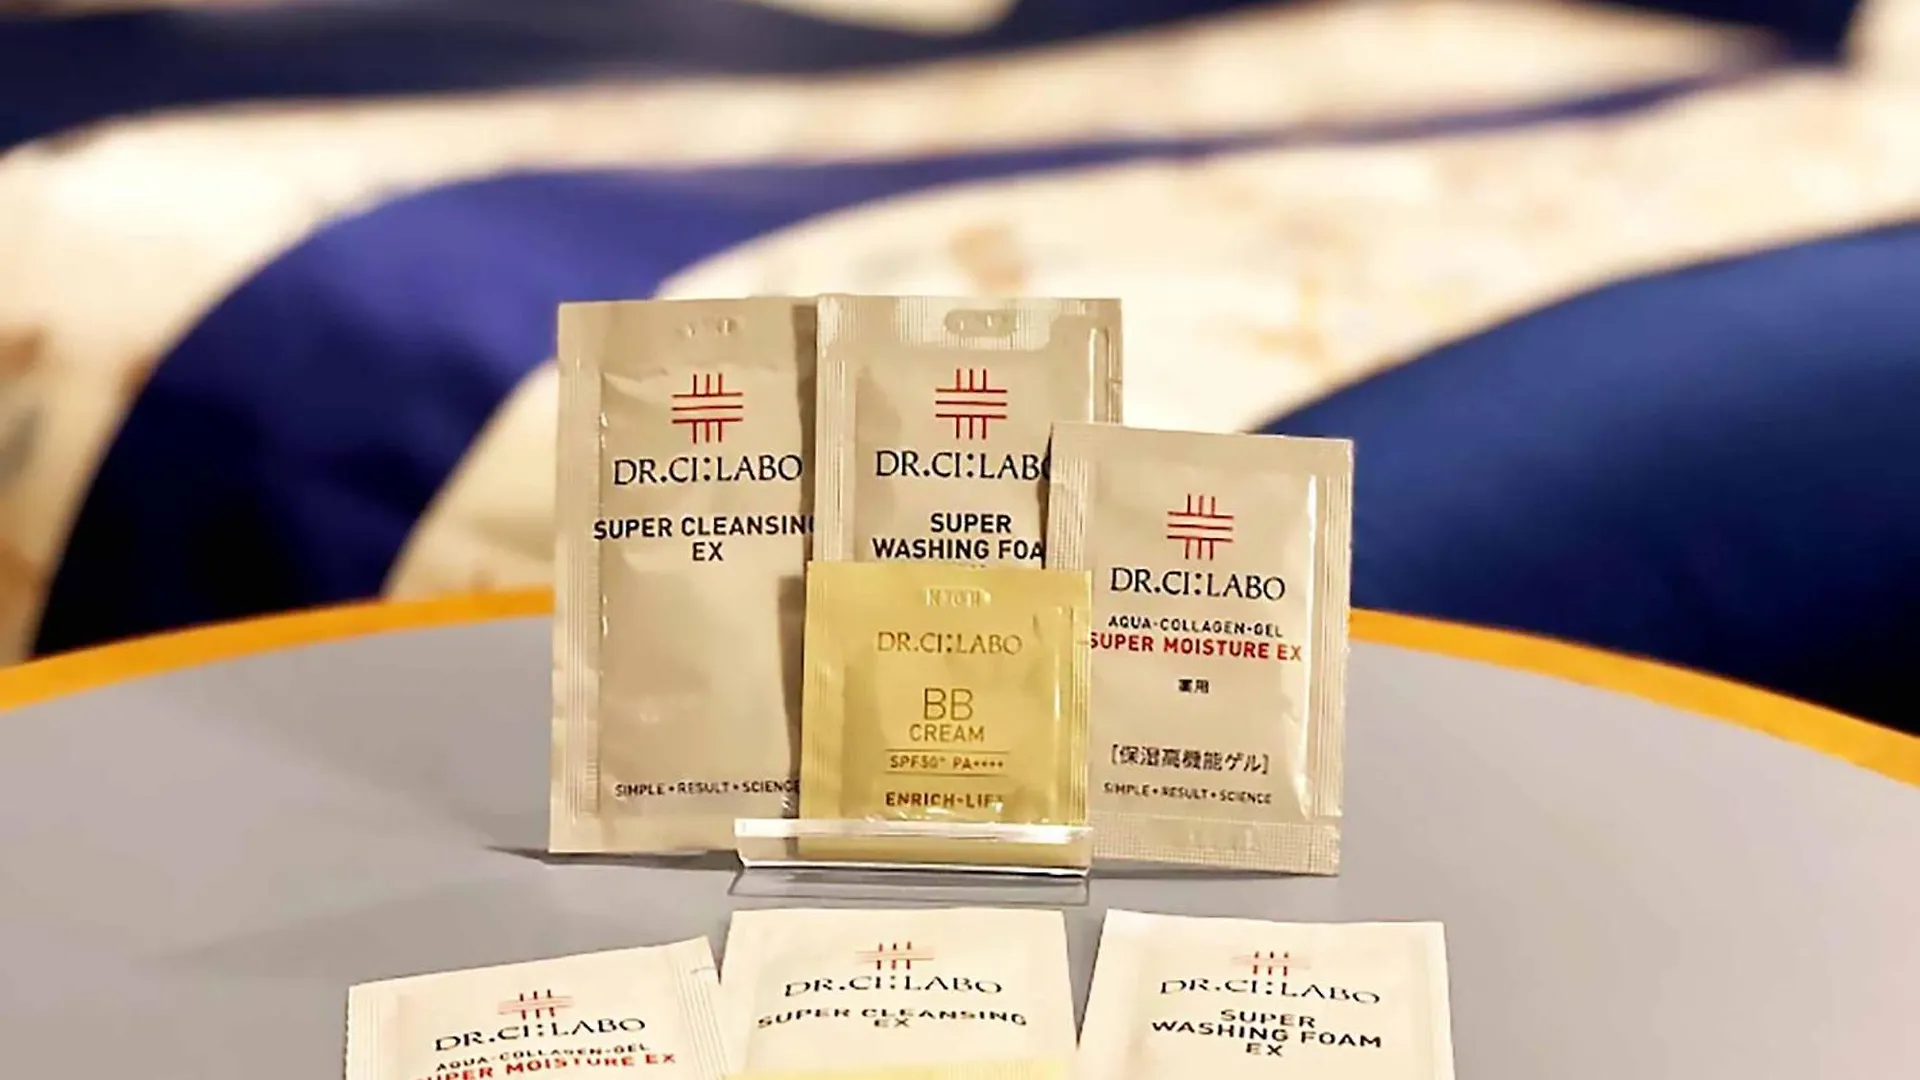 DR.CI:LABO
SUPER CLEANSING
EX
SIMPLE • RESULT • SCIENCE
DR.CI:LABO
SUPER
WASHING FOA
DR.CI:LABO
AQUA-COLLAGEN-GEL
SUPER MOISTURE EX
薬用
[保湿高機能ゲル]
SIMPLE • RESULT • SCIENCE
DR.CI:LABO
BB
CREAM
SPF50+ PA++++
ENRICH-LIF
DR.CI:LABO
AQUA-COLLAGEN-GEL
SUPER MOISTURE EX
DR.CI:LABO
SUPER CLEANSING
EX
DR.CI:LABO
SUPER
WASHING FOAM
EX